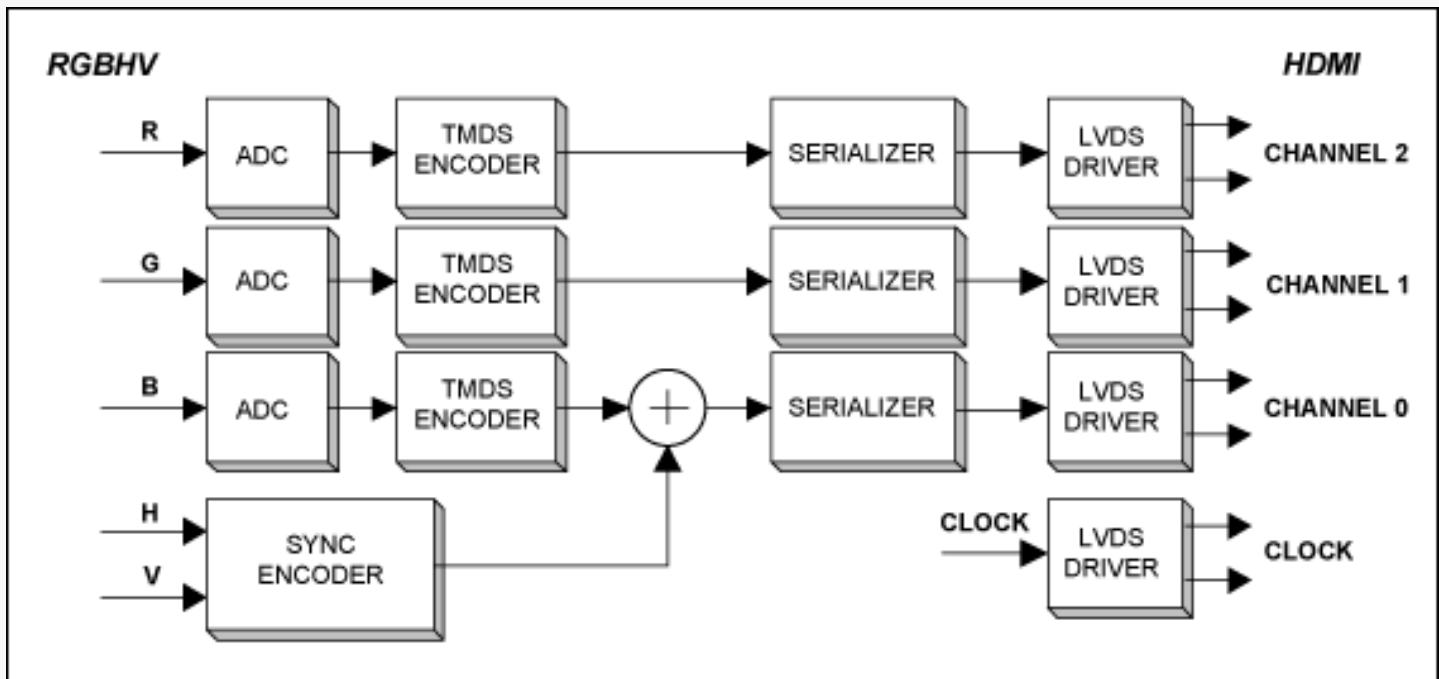 RGBHV
HDMI
R
ADC
TMDS
ENCODER
SERIALIZER
LVDS
DRIVER
CHANNEL 2
G
ADC
TMDS
ENCODER
SERIALIZER
LVDS
DRIVER
CHANNEL 1
B
ADC
TMDS
ENCODER
SERIALIZER
LVDS
DRIVER
CHANNEL 0
H
V
SYNC
ENCODER
CLOCK
LVDS
DRIVER
CLOCK